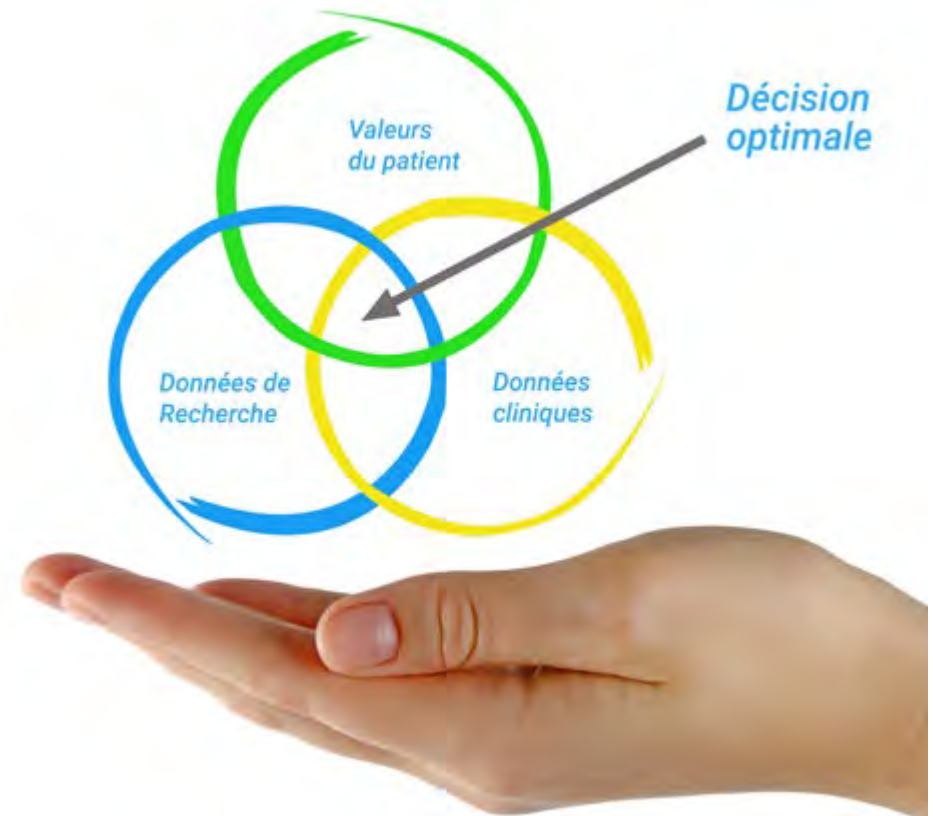 Valeurs
du patient
Décision
optimale
Données de
Recherche
Données
cliniques